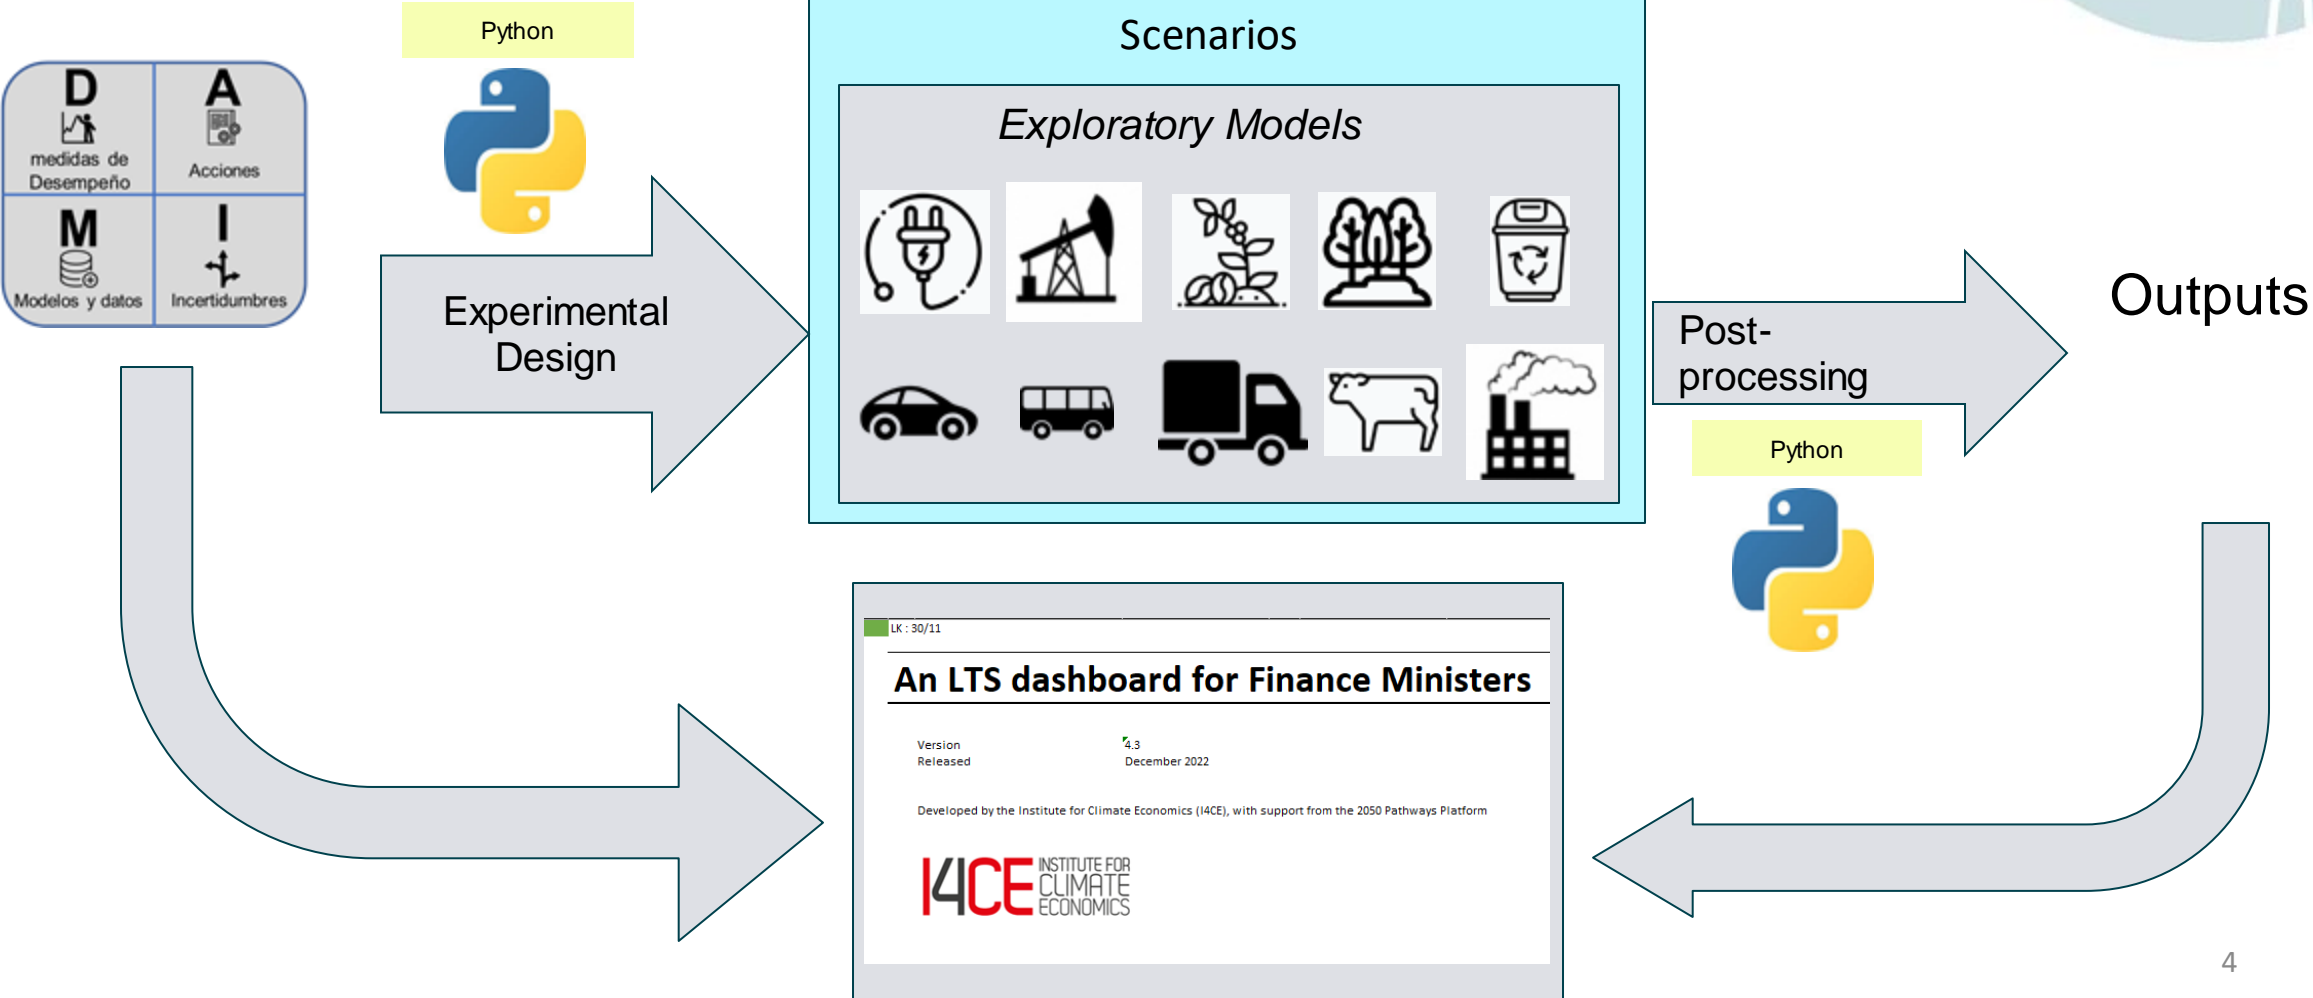 Python
Scenarios
D
A
medidas de
Desempeño
Acciones
M
I
Modelos y datos
Incertidumbres
Experimental
Design
Exploratory Models
Post-
processing
Python
Outputs
LK : 30/11
An LTS dashboard for Finance Ministers
Version 4.3
Released December 2022
Developed by the Institute for Climate Economics (I4CE), with support from the 2050 Pathways Platform
I4CE
INSTITUTE FOR
CLIMATE
ECONOMICS
4